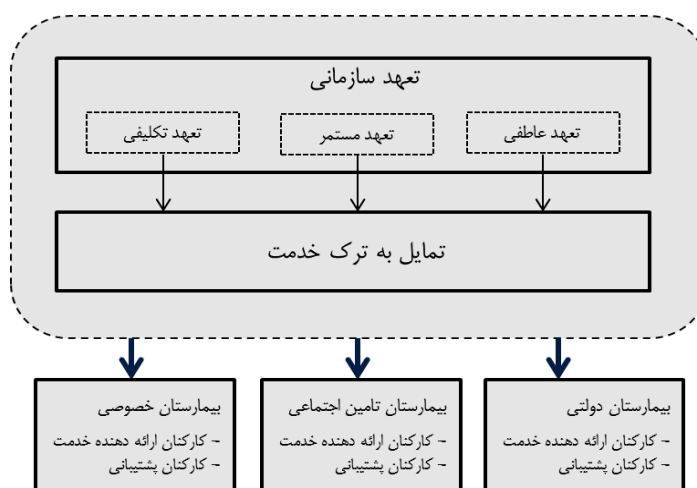 تعهد سازمانی
تعهد عاطفی
تعهد مستمر
تعهد تکلیفی
تمایل به ترک خدمت
بیمارستان دولتی
- کارکنان ارائه دهنده خدمت
- کارکنان پشتیبانی
بیمارستان تامین اجتماعی
- کارکنان ارائه دهنده خدمت
- کارکنان پشتیبانی
بیمارستان خصوصی
- کارکنان ارائه دهنده خدمت
- کارکنان پشتیبانی